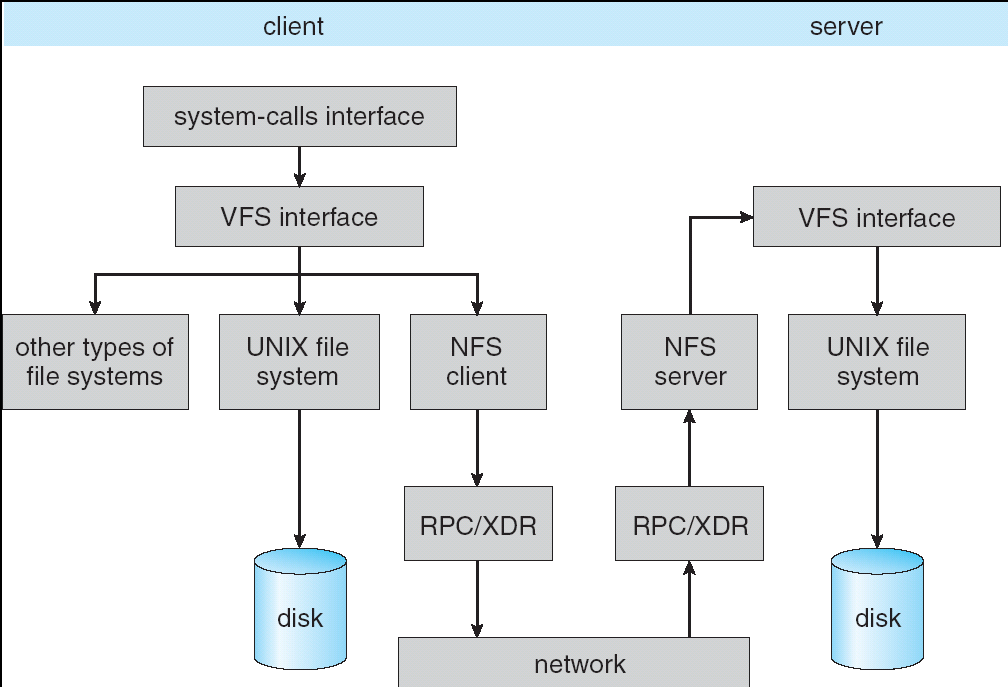 client
server
system-calls interface
VFS interface
VFS interface
other types of
file systems
UNIX file
system
NFS
client
NFS
server
UNIX file
system
RPC/XDR
RPC/XDR
disk
disk
network